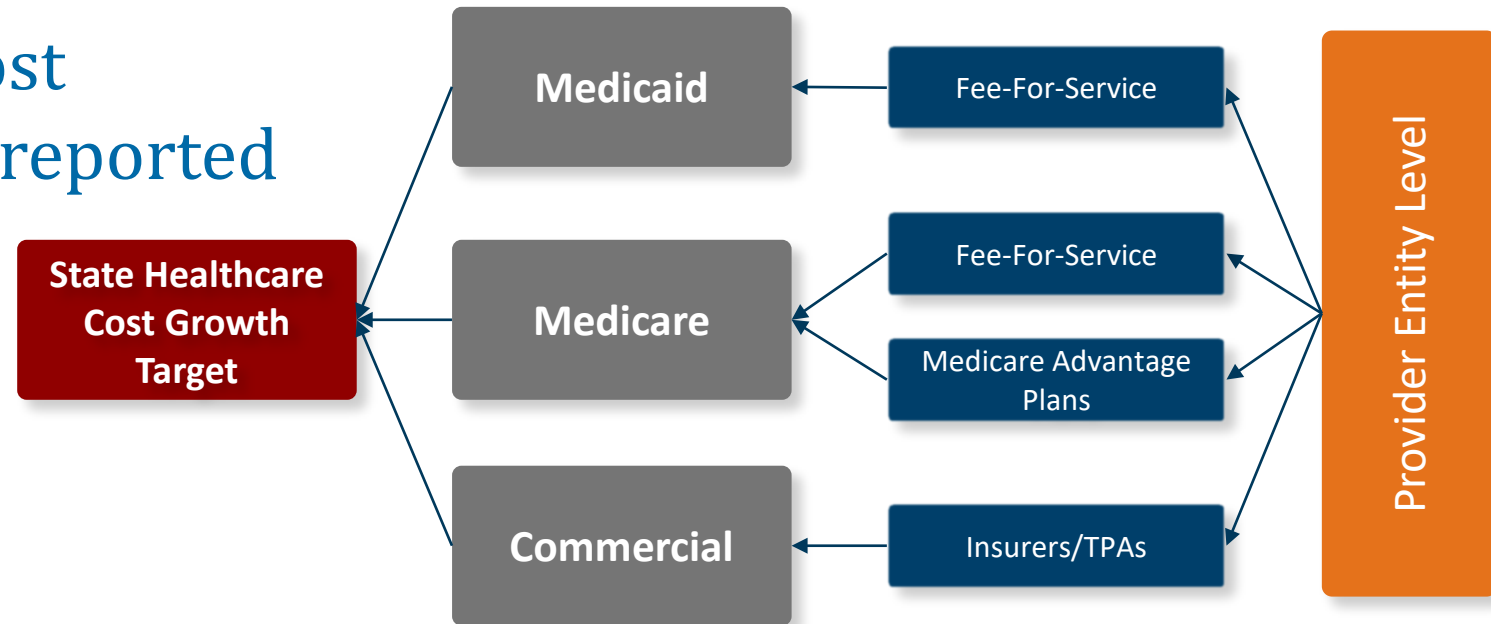 reported
State Healthcare
Cost Growth
Target
Medicaid
Medicare
Commercial
Fee-For-Service
Fee-For-Service
Medicare Advantage
Plans
Insurers/TPAs
Provider Entity Level